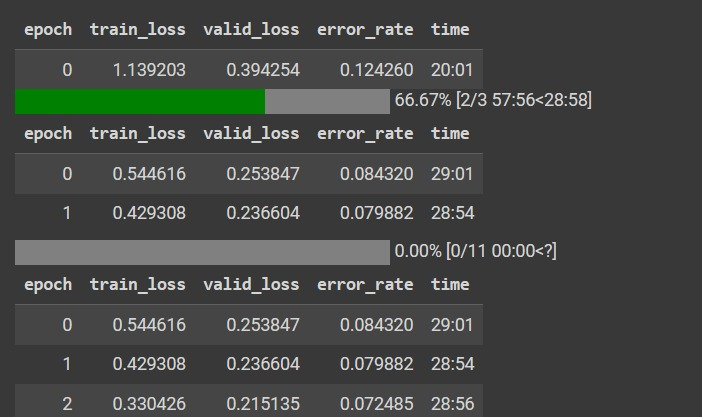 epoch train_loss valid_loss error_rate time
0 1.139203 0.394254 0.124260 20:01
66.67% [2/3 57:56<28:58]
epoch train_loss valid_loss error_rate time
0 0.544616 0.253847 0.084320 29:01
1 0.429308 0.236604 0.079882 28:54
0.00% [0/11 00:00<?]
epoch train_loss valid_loss error_rate time
0 0.544616 0.253847 0.084320 29:01
1 0.429308 0.236604 0.079882 28:54
2 0.330426 0.215135 0.072485 28:56